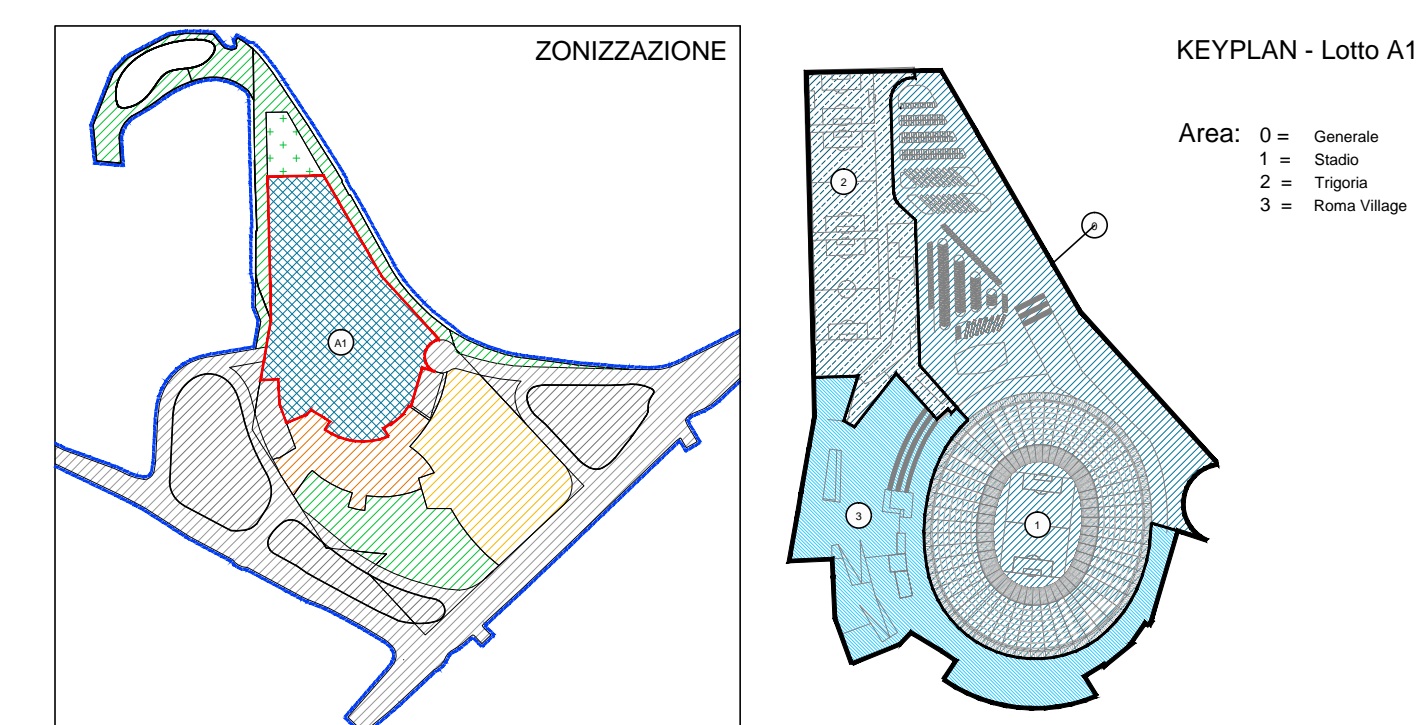 ZONIZZAZIONE
A1
KEYPLAN - Lotto A1
Area: 0 = Generale
1 = Stadio
2 = Trigoria
3 = Roma Village
2
0
3
1